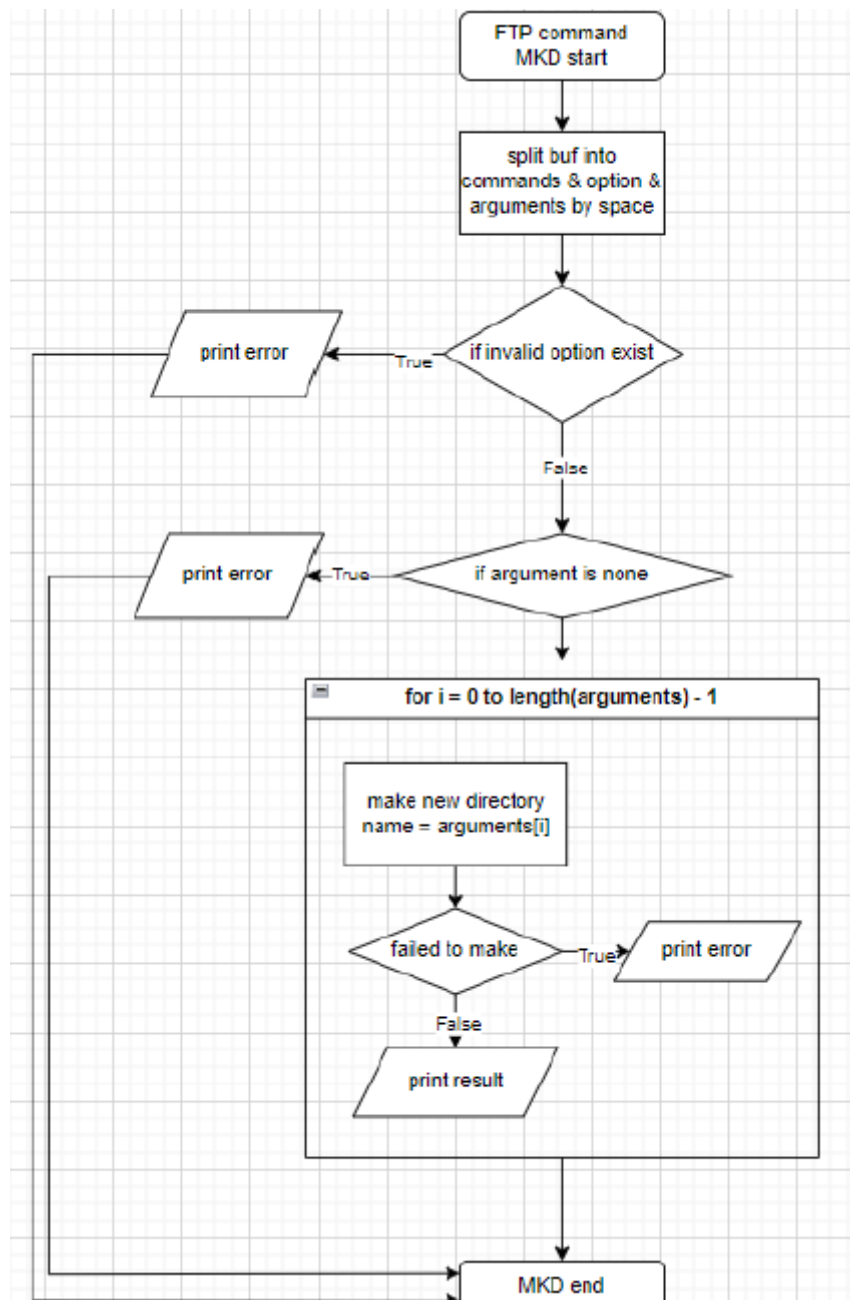 FTP command
MKD start
split buf into
commands & option &
arguments by space
if invalid option exist
True
print error
False
if argument is none
True
print error
for i = 0 to length(arguments) - 1
make new directory
name = arguments[i]
failed to make
True
print error
False
print result
MKD end